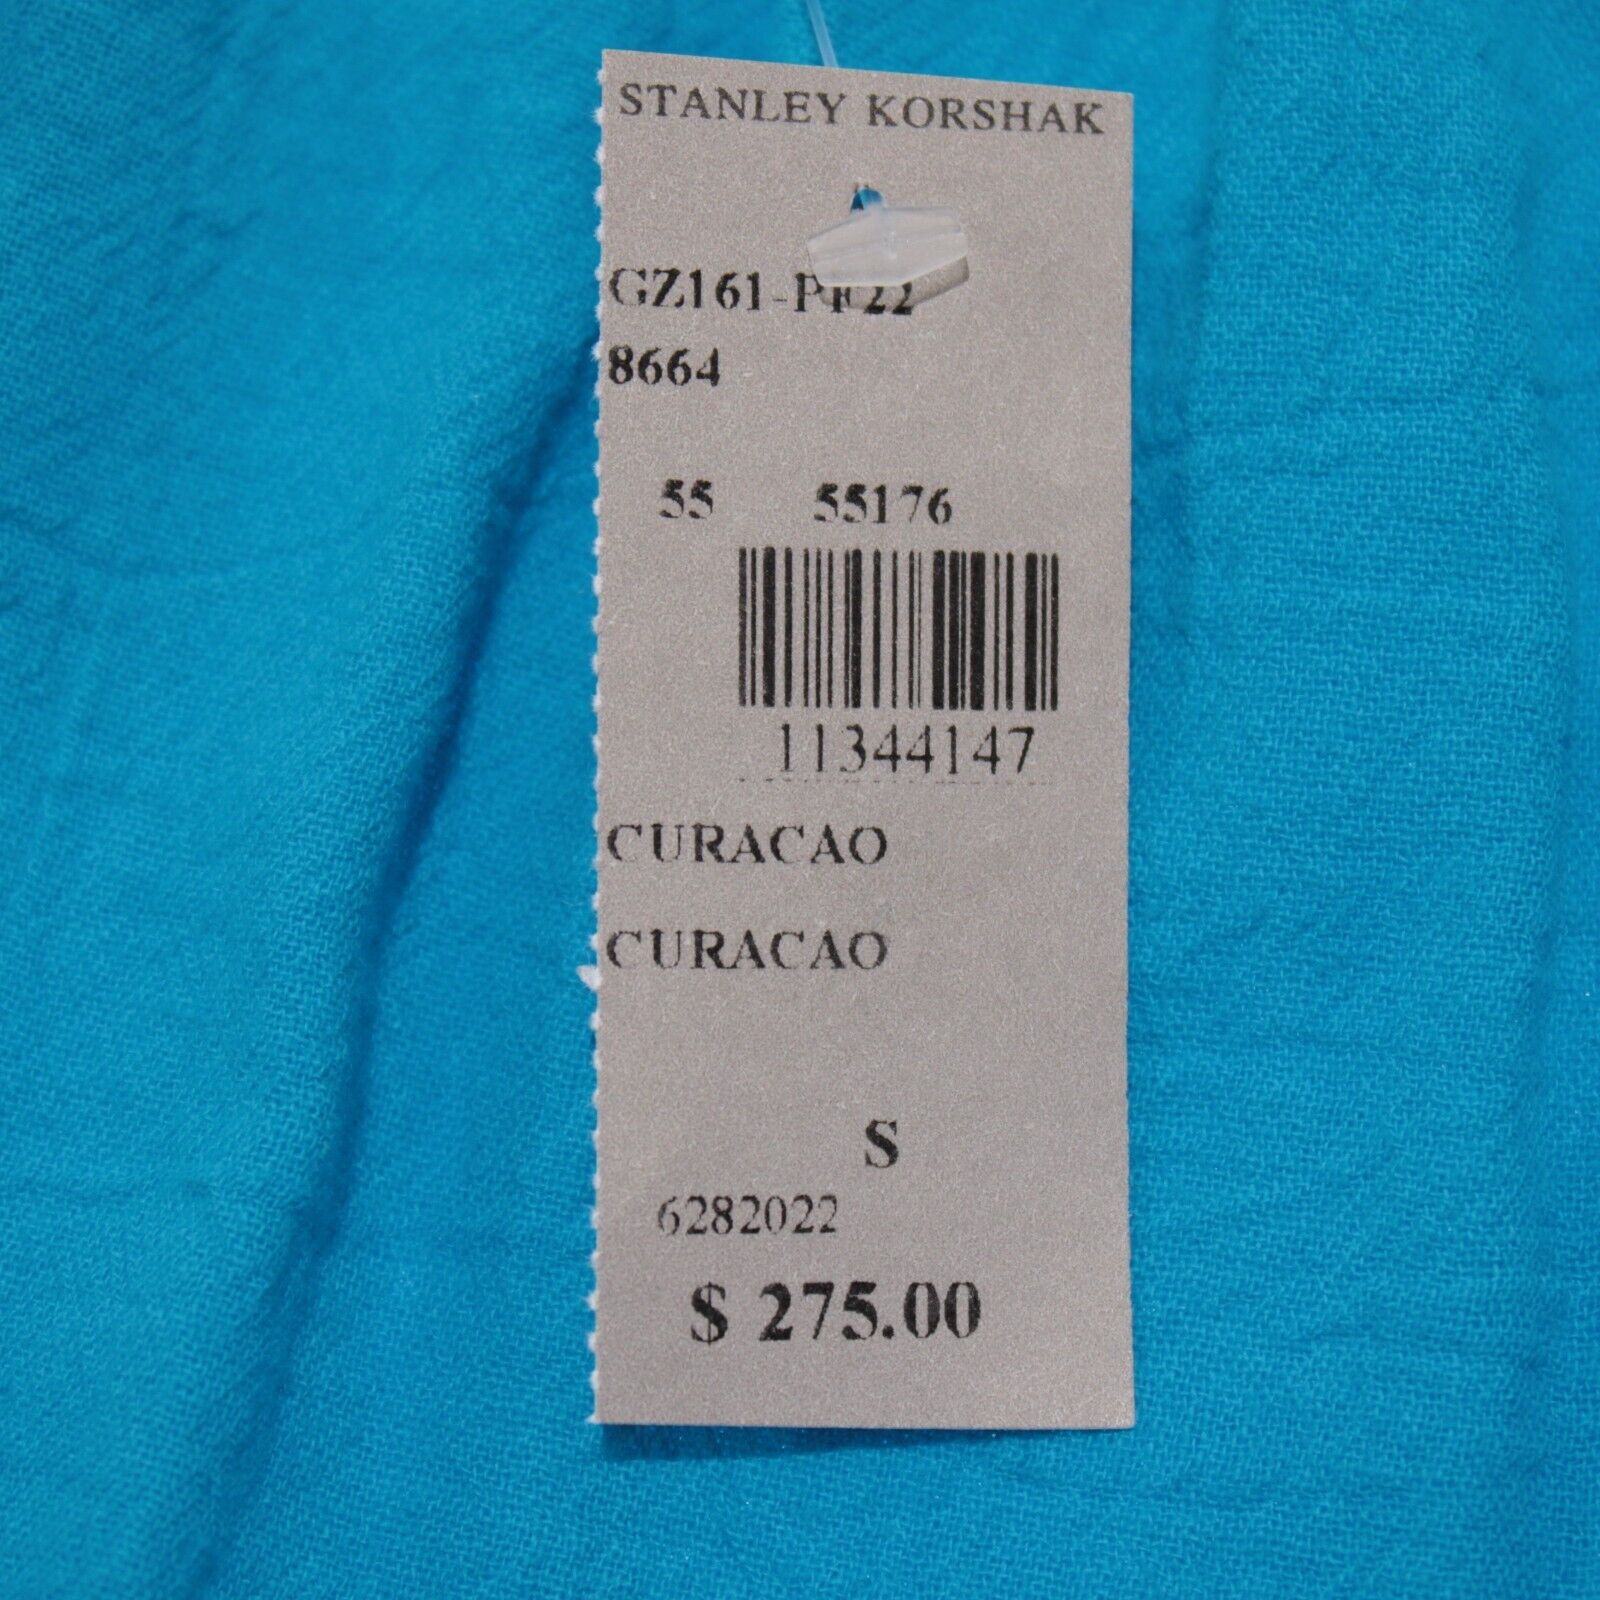 STANLEY KORSHAK
GZ161-PF22
8664
55 55176
11344147
CURACAO
CURACAO
S
6282022
$ 275.00